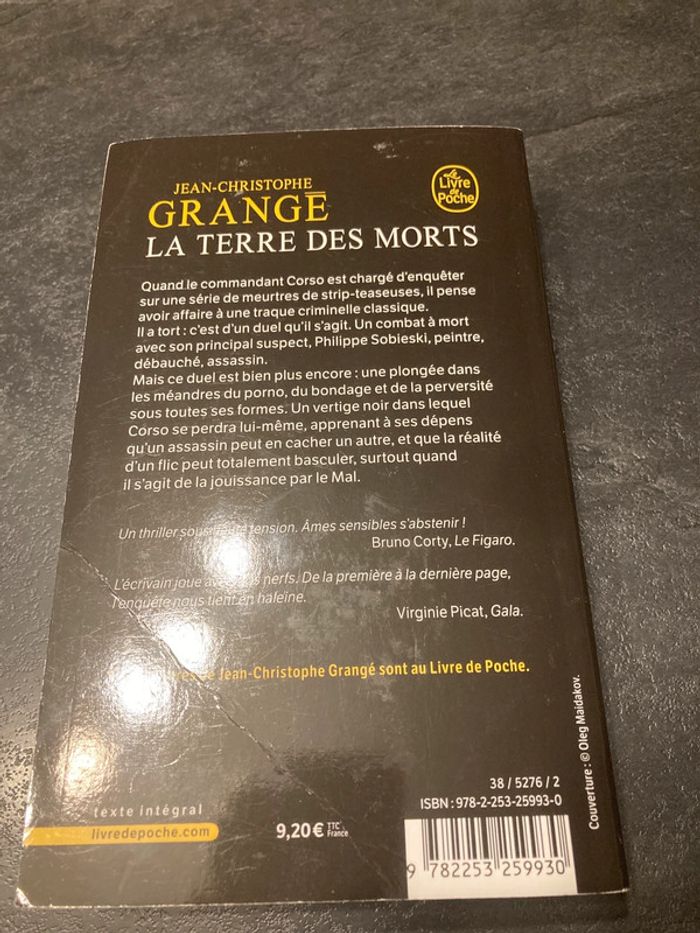 JEAN-CHRISTOPHE
GRANGÉ
LA TERRE DES MORTS
Le
Livre
de
Poche
Quand le commandant Corso est chargé d'enquêter
sur une série de meurtres de strip-teaseuses, il pense
avoir affaire à une traque criminelle classique.
Il a tort : c'est d'un duel qu'il s'agit. Un combat à mort
avec son principal suspect, Philippe Sobieski, peintre,
débauché, assassin.
Mais ce duel est bien plus encore : une plongée dans
les méandres du porno, du bondage et de la perversité
sous toutes ses formes. Un vertige noir dans lequel
Corso se perdra lui-même, apprenant à ses dépens
qu'un assassin peut en cacher un autre, et que la réalité
d'un flic peut totalement basculer, surtout quand
il s'agit de la jouissance par le Mal.
Un thriller sous haute tension. Âmes sensibles s'abstenir !
Bruno Corty, Le Figaro.
L'écrivain joue avec nos nerfs. De la première à la dernière page,
l'enquête nous tient en haleine.
Virginie Picat, Gala.
de Jean-Christophe Grangé sont au Livre de Poche.
Couverture : © Oleg Maidakov.
38 / 5276 / 2
ISBN : 978-2-253-25993-0
texte intégral
livredepoche.com
9,20 € TTC
France
9 782253 259930